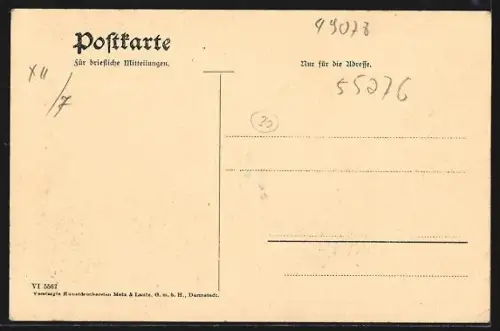 49078
Postkarte
Für briefliche Mitteilungen.
Nur für die Adresse.
XII
/7
55276
VI 5567
Vereinigte Kunstdruckereien Metz & Lautz, G. m. b. H., Darmstadt.